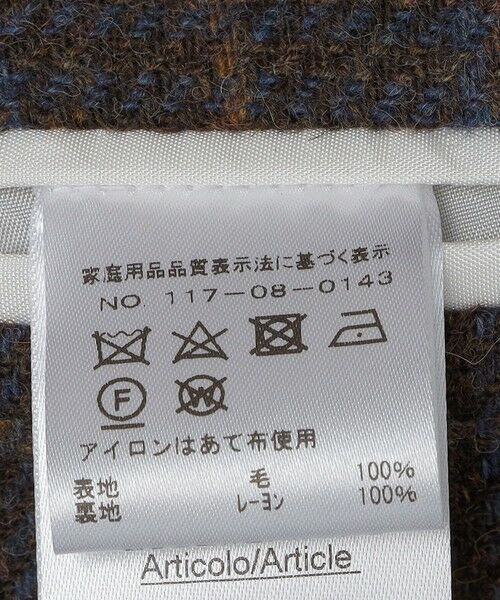 家庭用品品質表示法に基づく表示
NO. 117-08-0143
F W
アイロンはあて布使用
表地 毛 100%
裏地 レーヨン 100%
Articolo/Article